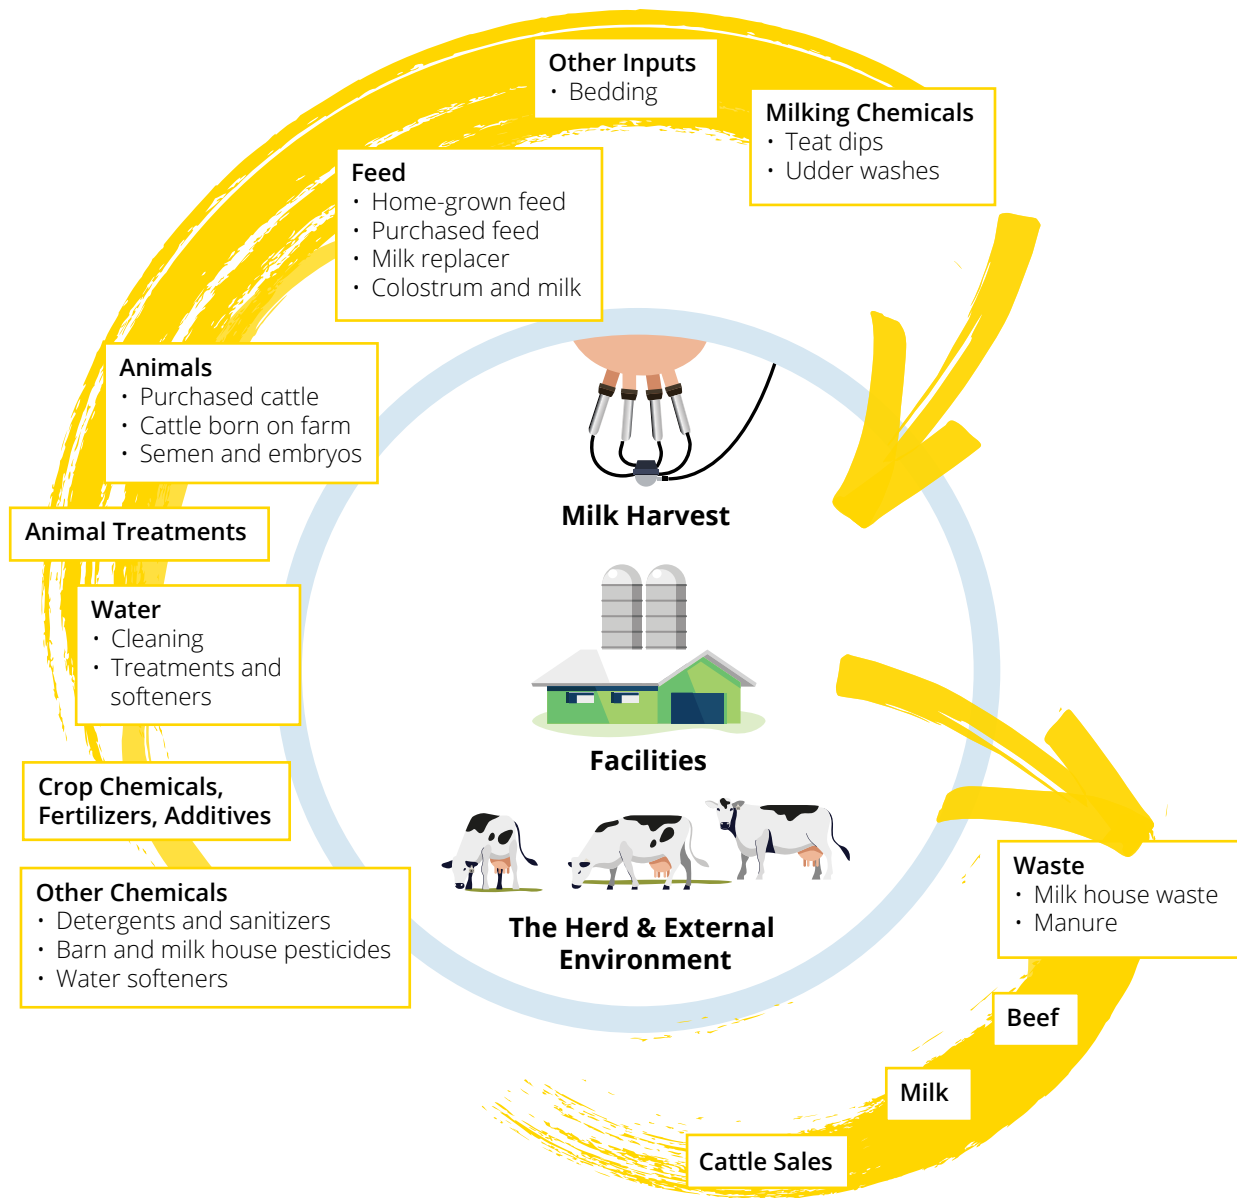 Other Inputs
• Bedding
Milking Chemicals
• Teat dips
• Udder washes
Feed
• Home-grown feed
• Purchased feed
• Milk replacer
• Colostrum and milk
Animals
• Purchased cattle
• Cattle born on farm
• Semen and embryos
Animal Treatments
Water
• Cleaning
• Treatments and
softeners
Crop Chemicals,
Fertilizers, Additives
Other Chemicals
• Detergents and sanitizers
• Barn and milk house pesticides
• Water softeners
Milk Harvest
Facilities
The Herd & External
Environment
Waste
• Milk house waste
• Manure
Beef
Milk
Cattle Sales